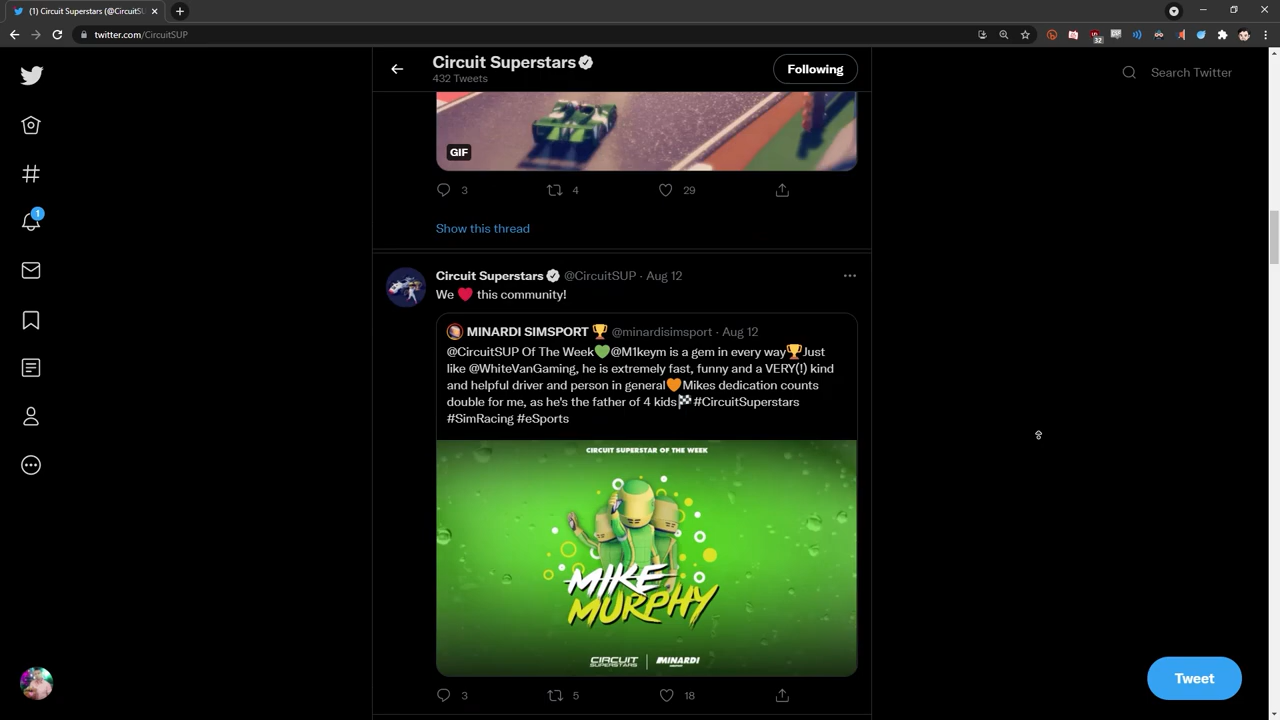 (1) Circuit Superstars (@CircuitSU
twitter.com/CircuitSUP
32
Circuit Superstars
432 Tweets
Following
Search Twitter
1
GIF
3 4 29
Show this thread
Circuit Superstars @CircuitSUP · Aug 12
We ❤️ this community!
MINARDI SIMSPORT 🏆 @minardisimsport · Aug 12
@CircuitSUP Of The Week💚@M1keym is a gem in every way🏆Just
like @WhiteVanGaming, he is extremely fast, funny and a VERY(!) kind
and helpful driver and person in general🧡Mikes dedication counts
double for me, as he's the father of 4 kids🏁#CircuitSuperstars
#SimRacing #eSports
CIRCUIT SUPERSTAR OF THE WEEK
MIKE
MURPHY
CIRCUIT SUPERSTARS | MINARDI
3 5 18
Tweet